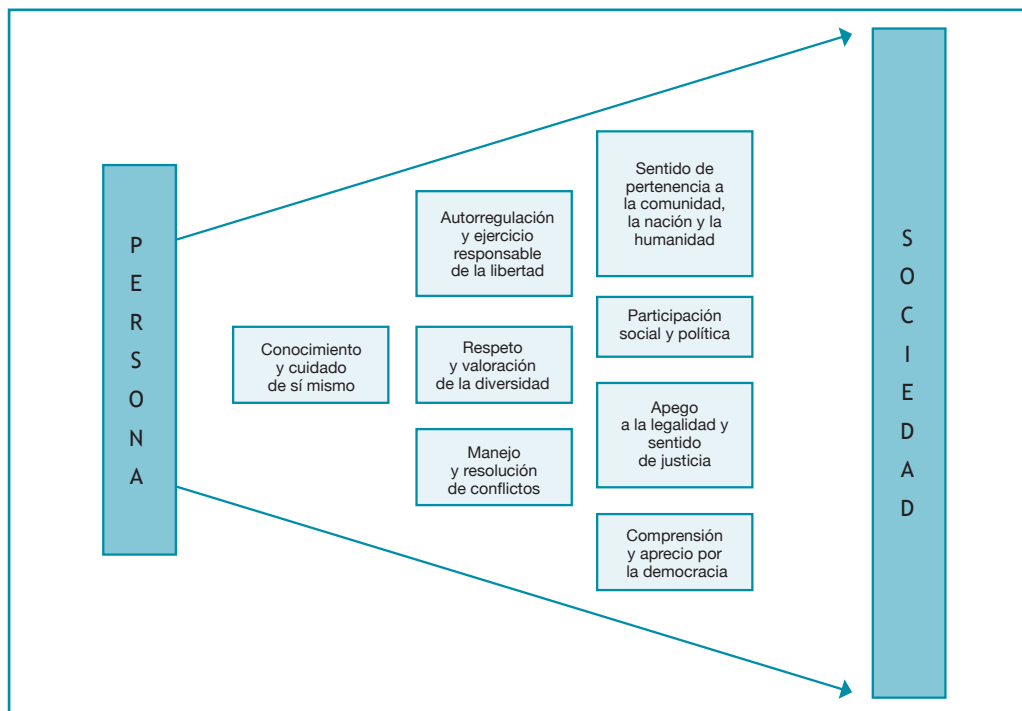 PERSONA
Conocimiento
y cuidado
de sí mismo
Autorregulación
y ejercicio
responsable
de la libertad
Respeto
y valoración
de la diversidad
Manejo
y resolución
de conflictos
Sentido de
pertenencia a
la comunidad,
la nación y la
humanidad
Participación
social y política
Apego
a la legalidad y
sentido
de justicia
Comprensión
y aprecio por
la democracia
SOCIEDAD